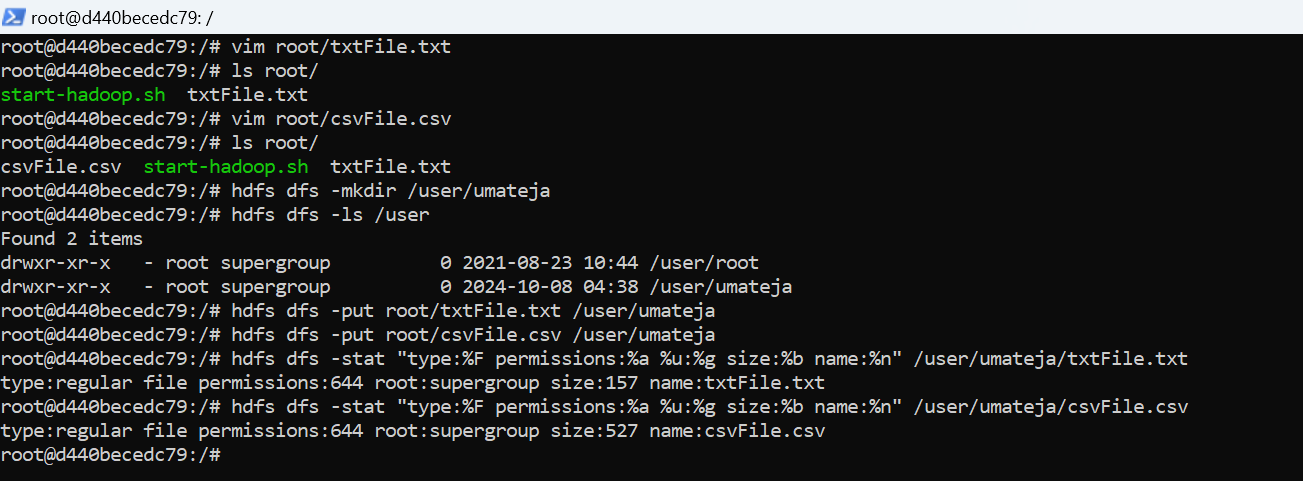 root@d440becedc79: /
root@d440becedc79:/# vim root/txtFile.txt
root@d440becedc79:/# ls root/
start-hadoop.sh  txtFile.txt
root@d440becedc79:/# vim root/csvFile.csv
root@d440becedc79:/# ls root/
csvFile.csv  start-hadoop.sh  txtFile.txt
root@d440becedc79:/# hdfs dfs -mkdir /user/umateja
root@d440becedc79:/# hdfs dfs -ls /user
Found 2 items
drwxr-xr-x   - root supergroup          0 2021-08-23 10:44 /user/root
drwxr-xr-x   - root supergroup          0 2024-10-08 04:38 /user/umateja
root@d440becedc79:/# hdfs dfs -put root/txtFile.txt /user/umateja
root@d440becedc79:/# hdfs dfs -put root/csvFile.csv /user/umateja
root@d440becedc79:/# hdfs dfs -stat "type:%F permissions:%a %u:%g size:%b name:%n" /user/umateja/txtFile.txt
type:regular file permissions:644 root:supergroup size:157 name:txtFile.txt
root@d440becedc79:/# hdfs dfs -stat "type:%F permissions:%a %u:%g size:%b name:%n" /user/umateja/csvFile.csv
type:regular file permissions:644 root:supergroup size:527 name:csvFile.csv
root@d440becedc79:/#